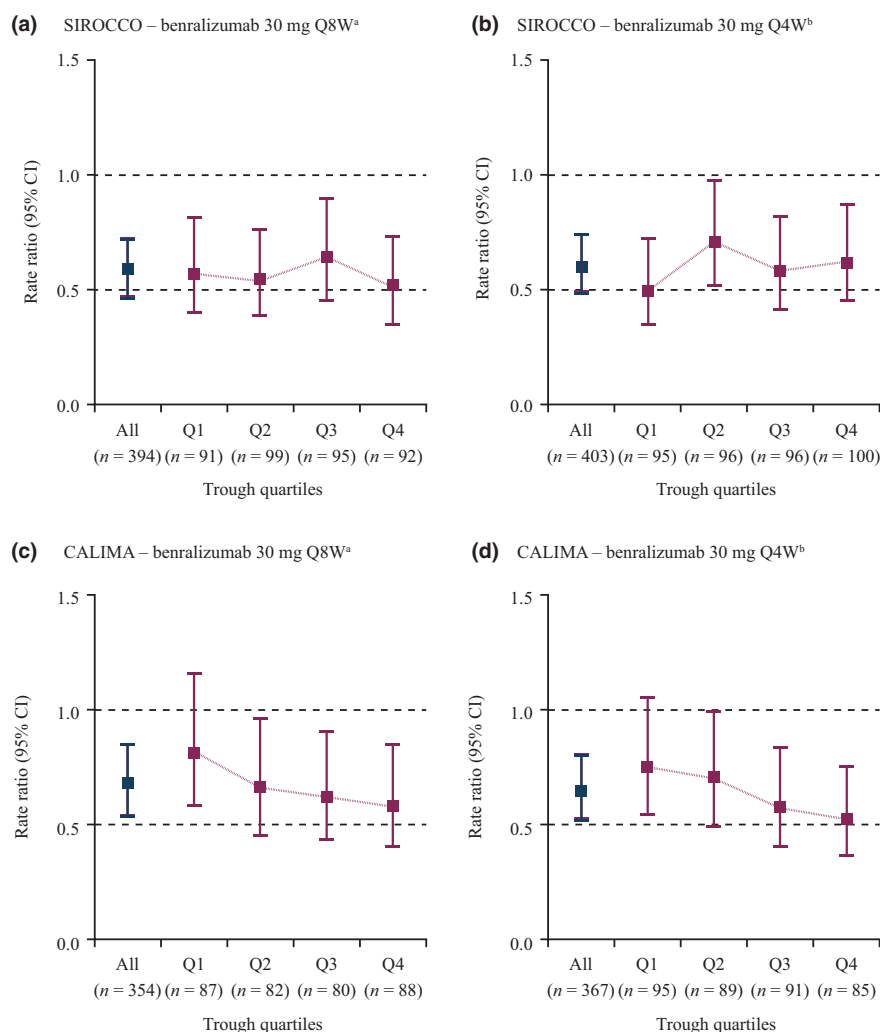 (a) SIROCCO – benralizumab 30 mg Q8Wᵃ
Rate ratio (95% CI)
1.5
1.0
0.5
0.0
All Q1 Q2 Q3 Q4
(n = 394) (n = 91) (n = 99) (n = 95) (n = 92)
Trough quartiles
(b) SIROCCO – benralizumab 30 mg Q4Wᵇ
Rate ratio (95% CI)
1.5
1.0
0.5
0.0
All Q1 Q2 Q3 Q4
(n = 403) (n = 95) (n = 96) (n = 96) (n = 100)
Trough quartiles
(c) CALIMA – benralizumab 30 mg Q8Wᵃ
Rate ratio (95% CI)
1.5
1.0
0.5
0.0
All Q1 Q2 Q3 Q4
(n = 354) (n = 87) (n = 82) (n = 80) (n = 88)
Trough quartiles
(d) CALIMA – benralizumab 30 mg Q4Wᵇ
Rate ratio (95% CI)
1.5
1.0
0.5
0.0
All Q1 Q2 Q3 Q4
(n = 367) (n = 95) (n = 89) (n = 91) (n = 85)
Trough quartiles